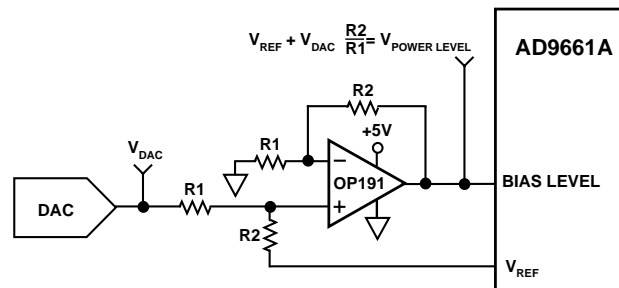 V_REF + V_DAC R2/R1 = V_POWER LEVEL
AD9661A
R2
+5V
V_DAC
R1
−
OP191
BIAS LEVEL
DAC
R1
+
R2
V_REF